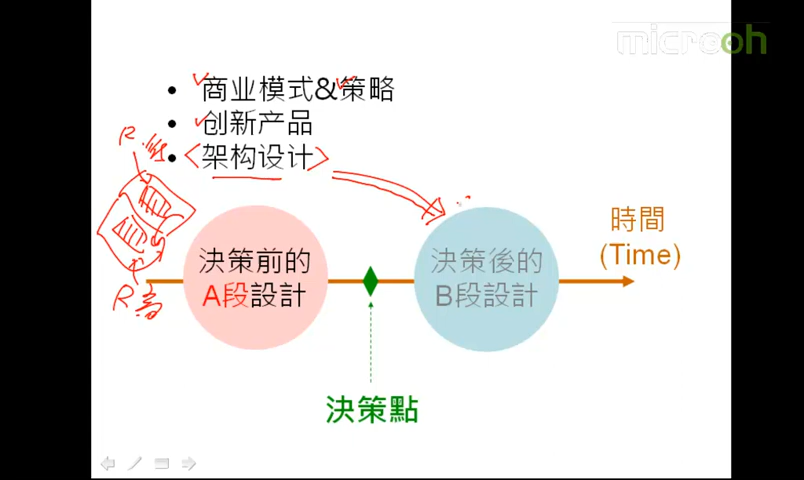 microoh
商业模式&策略
创新产品
<架构设计>
時間
(Time)
決策前的
A段設計
決策後的
B段設計
決策點